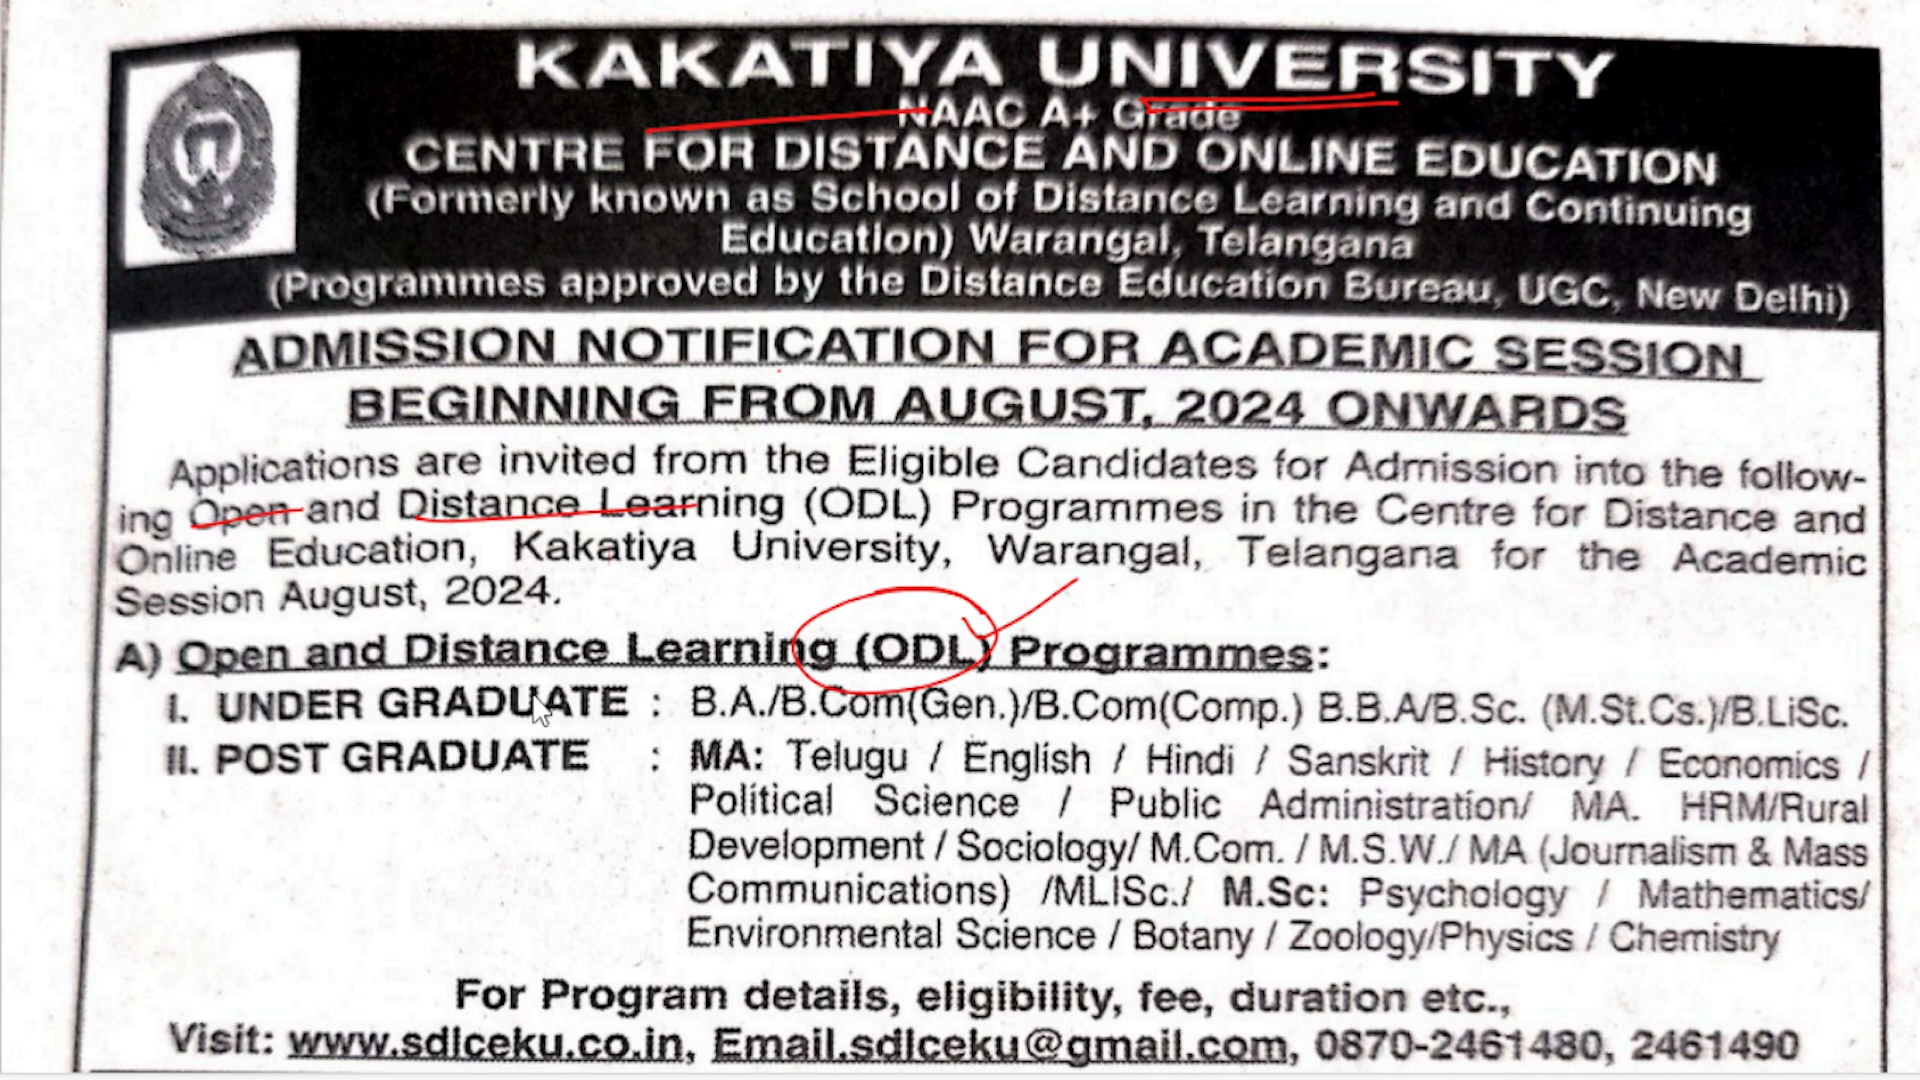 KAKATIYA UNIVERSITY
NAAC A+ Grade
CENTRE FOR DISTANCE AND ONLINE EDUCATION
(Formerly known as School of Distance Learning and Continuing
Education) Warangal, Telangana
(Programmes approved by the Distance Education Bureau, UGC, New Delhi)
ADMISSION NOTIFICATION FOR ACADEMIC SESSION
BEGINNING FROM AUGUST, 2024 ONWARDS
Applications are invited from the Eligible Candidates for Admission into the follow-
ing Open and Distance Learning (ODL) Programmes in the Centre for Distance and
Online Education, Kakatiya University, Warangal, Telangana for the Academic
Session August, 2024.
A) Open and Distance Learning (ODL) Programmes:
I. UNDER GRADUATE : B.A./B.Com(Gen.)/B.Com(Comp.) B.B.A/B.Sc. (M.St.Cs.)/B.LiSc.
II. POST GRADUATE : MA: Telugu / English / Hindi / Sanskrit / History / Economics /
Political Science / Public Administration/ MA. HRM/Rural
Development / Sociology/ M.Com. / M.S.W./ MA (Journalism & Mass
Communications) /MLISc./ M.Sc: Psychology / Mathematics/
Environmental Science / Botany / Zoology/Physics / Chemistry
For Program details, eligibility, fee, duration etc.,
Visit: www.sdlceku.co.in, Email.sdlceku@gmail.com, 0870-2461480, 2461490